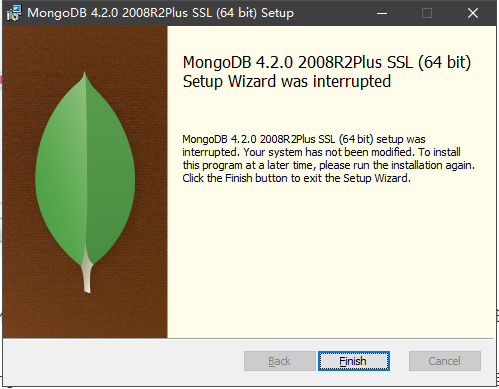 MongoDB 4.2.0 2008R2Plus SSL (64 bit) Setup
MongoDB 4.2.0 2008R2Plus SSL (64 bit)
Setup Wizard was interrupted
MongoDB 4.2.0 2008R2Plus SSL (64 bit) setup was
interrupted. Your system has not been modified. To install
this program at a later time, please run the installation again.
Click the Finish button to exit the Setup Wizard.
Back
Finish
Cancel